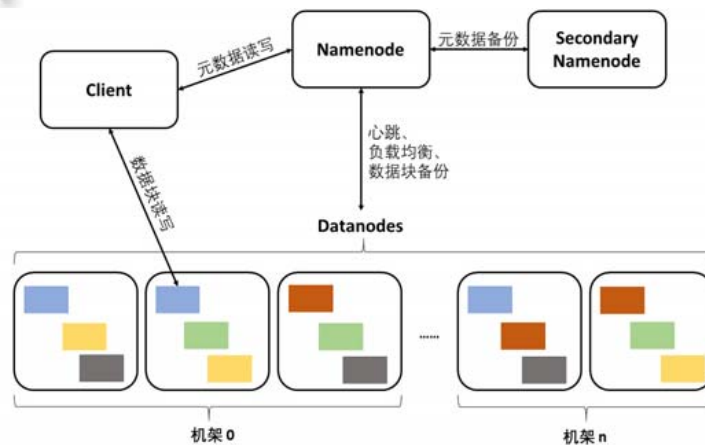 Client
元数据读写
Namenode
元数据备份
Secondary
Namenode
数据块读写
心跳、
负载均衡、
数据块备份
Datanodes
......
机架 0
机架 n